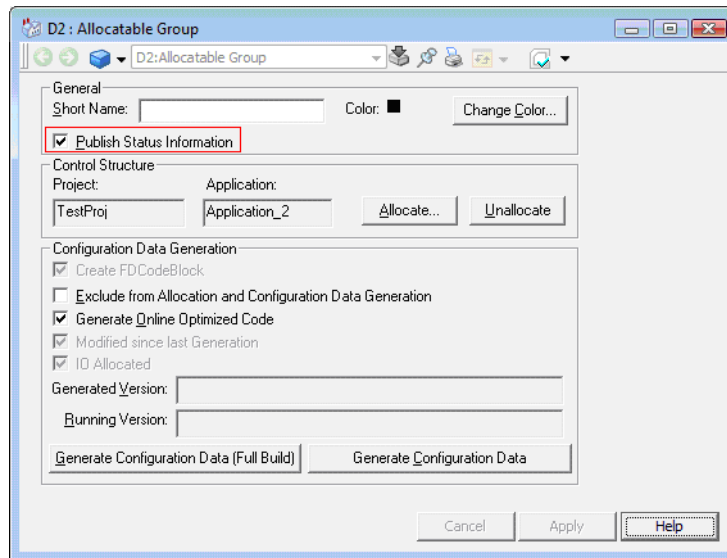 D2 : Allocatable Group
D2:Allocatable Group
General
Short Name:
Color:
Change Color...
Publish Status Information
Control Structure
Project:
Application:
TestProj
Application_2
Allocate...
Unallocate
Configuration Data Generation
Create FDCodeBlock
Exclude from Allocation and Configuration Data Generation
Generate Online Optimized Code
Modified since last Generation
IO Allocated
Generated Version:
Running Version:
Generate Configuration Data (Full Build)
Generate Configuration Data
Cancel
Apply
Help